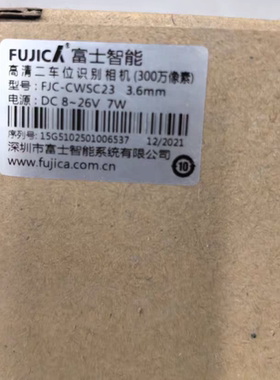 FUJICA 富士智能
高清二车位识别相机 (300万像素)
型号: FJC-CWSC23 3.6mm
电源: DC 8~26V 7W
序列号: 15G5102501006537 12/2021
深圳市富士智能系统有限公司
www.fujica.com.cn
10